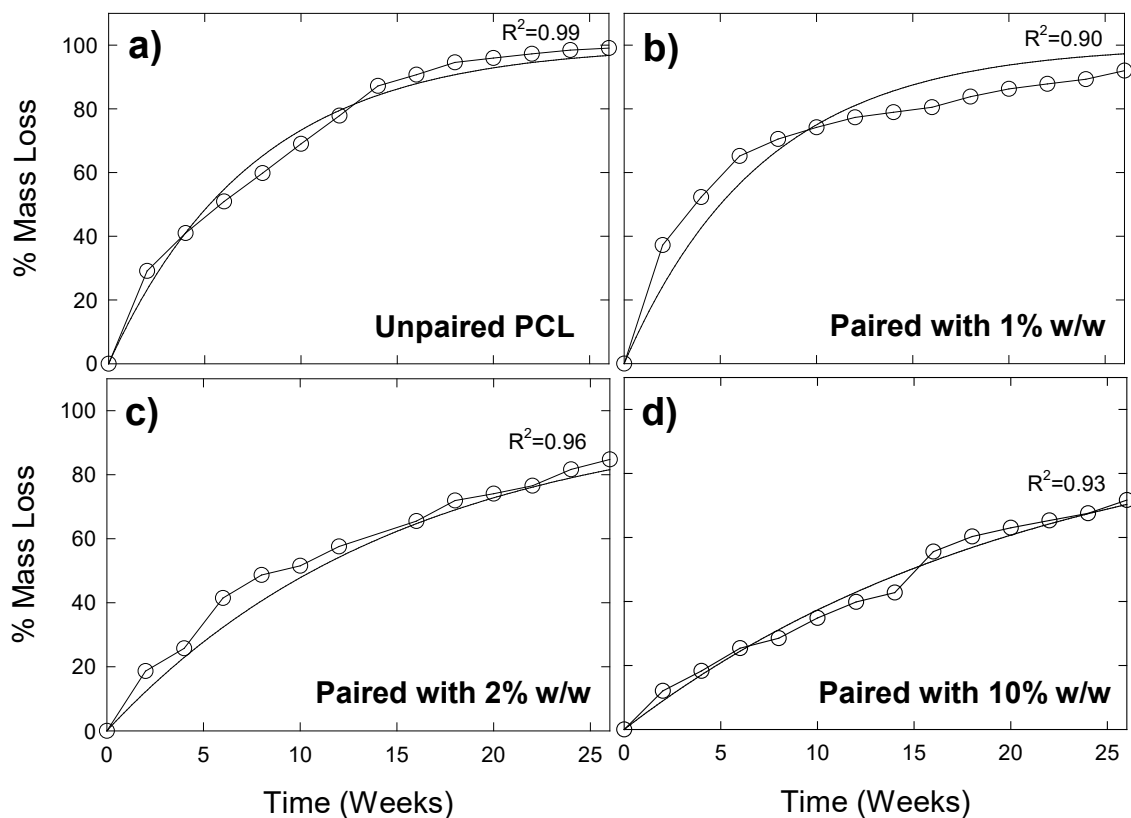 a)
R²=0.99
100
80
60
40
20
0
% Mass Loss
Unpaired PCL
b)
R²=0.90
Paired with 1% w/w
c)
R²=0.96
100
80
60
40
20
0
% Mass Loss
Paired with 2% w/w
0 5 10 15 20 25
Time (Weeks)
d)
R²=0.93
Paired with 10% w/w
0 5 10 15 20 25
Time (Weeks)